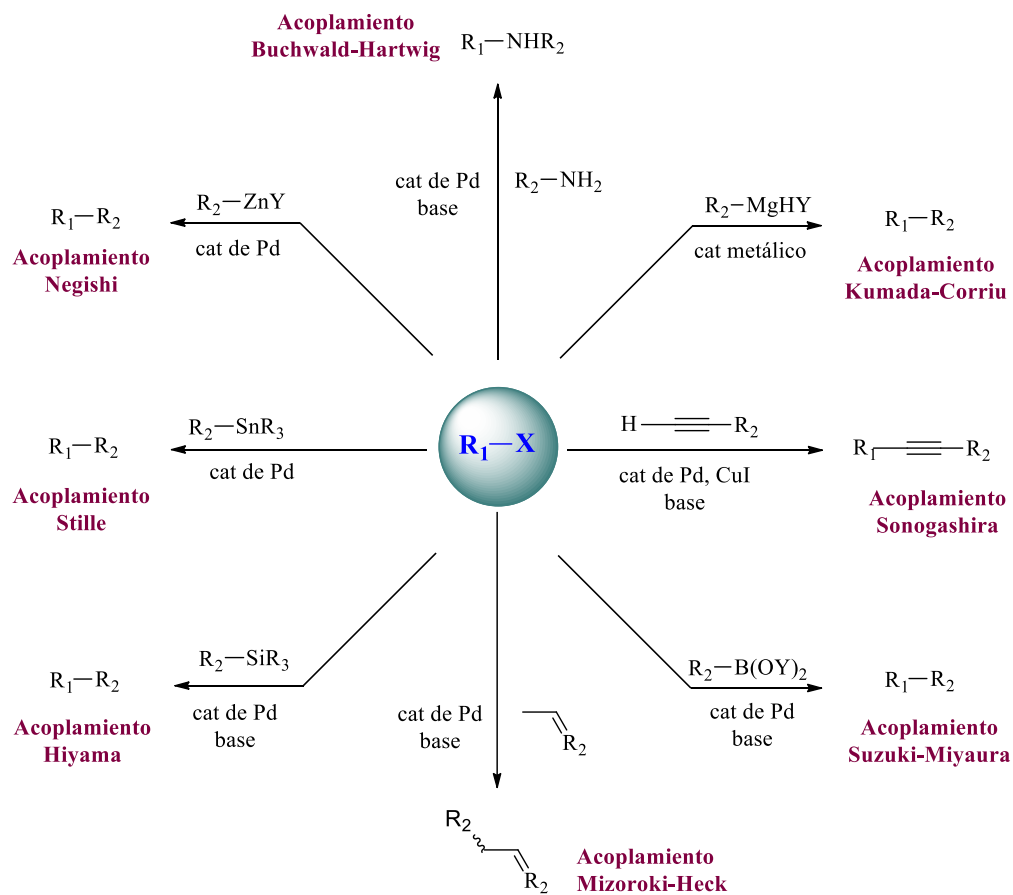 Acoplamiento
Buchwald-Hartwig
R₁—NHR₂
cat de Pd
base
R₂—NH₂
R₂—ZnY
cat de Pd
R₁—R₂
Acoplamiento
Negishi
R₂—MgHY
cat metálico
R₁—R₂
Acoplamiento
Kumada-Corriu
R₂—SnR₃
cat de Pd
R₁—R₂
Acoplamiento
Stille
R₁—X
H
R₂
cat de Pd, CuI
base
R₁
R₂
Acoplamiento
Sonogashira
R₂—SiR₃
cat de Pd
base
R₁—R₂
Acoplamiento
Hiyama
cat de Pd
base
R₂
R₂—B(OY)₂
cat de Pd
base
R₁—R₂
Acoplamiento
Suzuki-Miyaura
R₂
R₂
Acoplamiento
Mizoroki-Heck